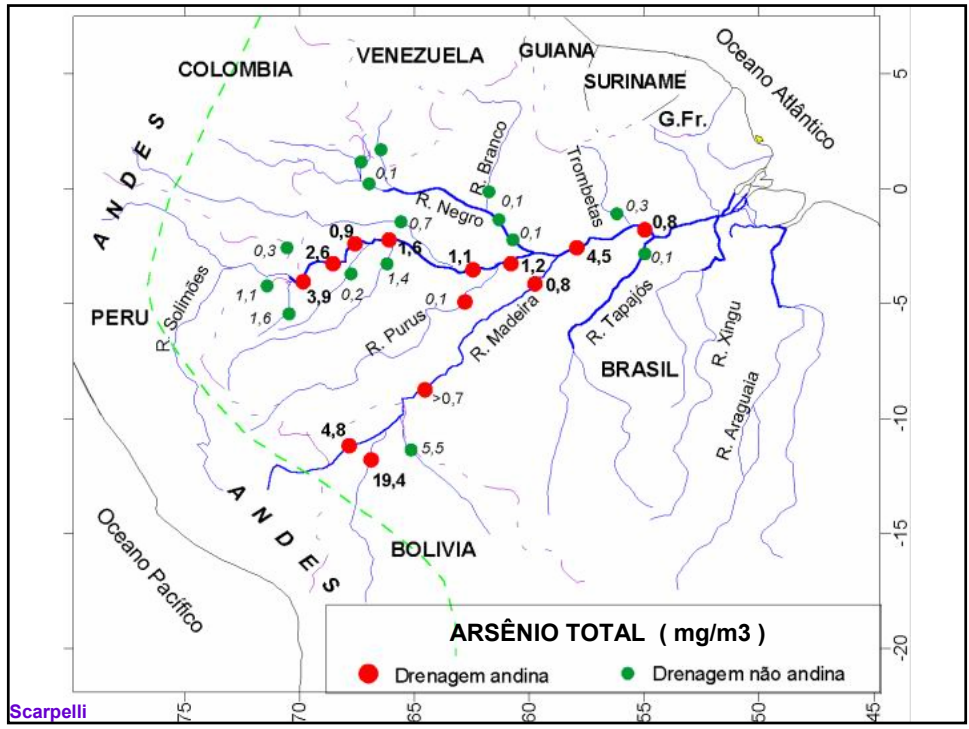 COLOMBIA
VENEZUELA
GUIANA
SURINAME
G.Fr.
Oceano Atlântico
5
ANDES
R. Branco
Trombetas
0,1
0,1
0,3
0
R. Negro
0,1
0,7
0,9
0,8
0,3
2,6
1,6
1,1
1,2
4,5
0,1
1,1
3,9
0,2
1,4
0,1
0,8
-5
1,6
R. Solimões
PERU
R. Purus
R. Madeira
R. Tapajós
BRASIL
R. Xingu
R. Araguaia
>0,7
-10
4,8
5,5
19,4
ANDES
BOLIVIA
-15
Oceano Pacífico
ARSÊNIO TOTAL ( mg/m3 )
Drenagem andina
Drenagem não andina
-20
Scarpelli
-75
-70
-65
-60
-55
-50
-45